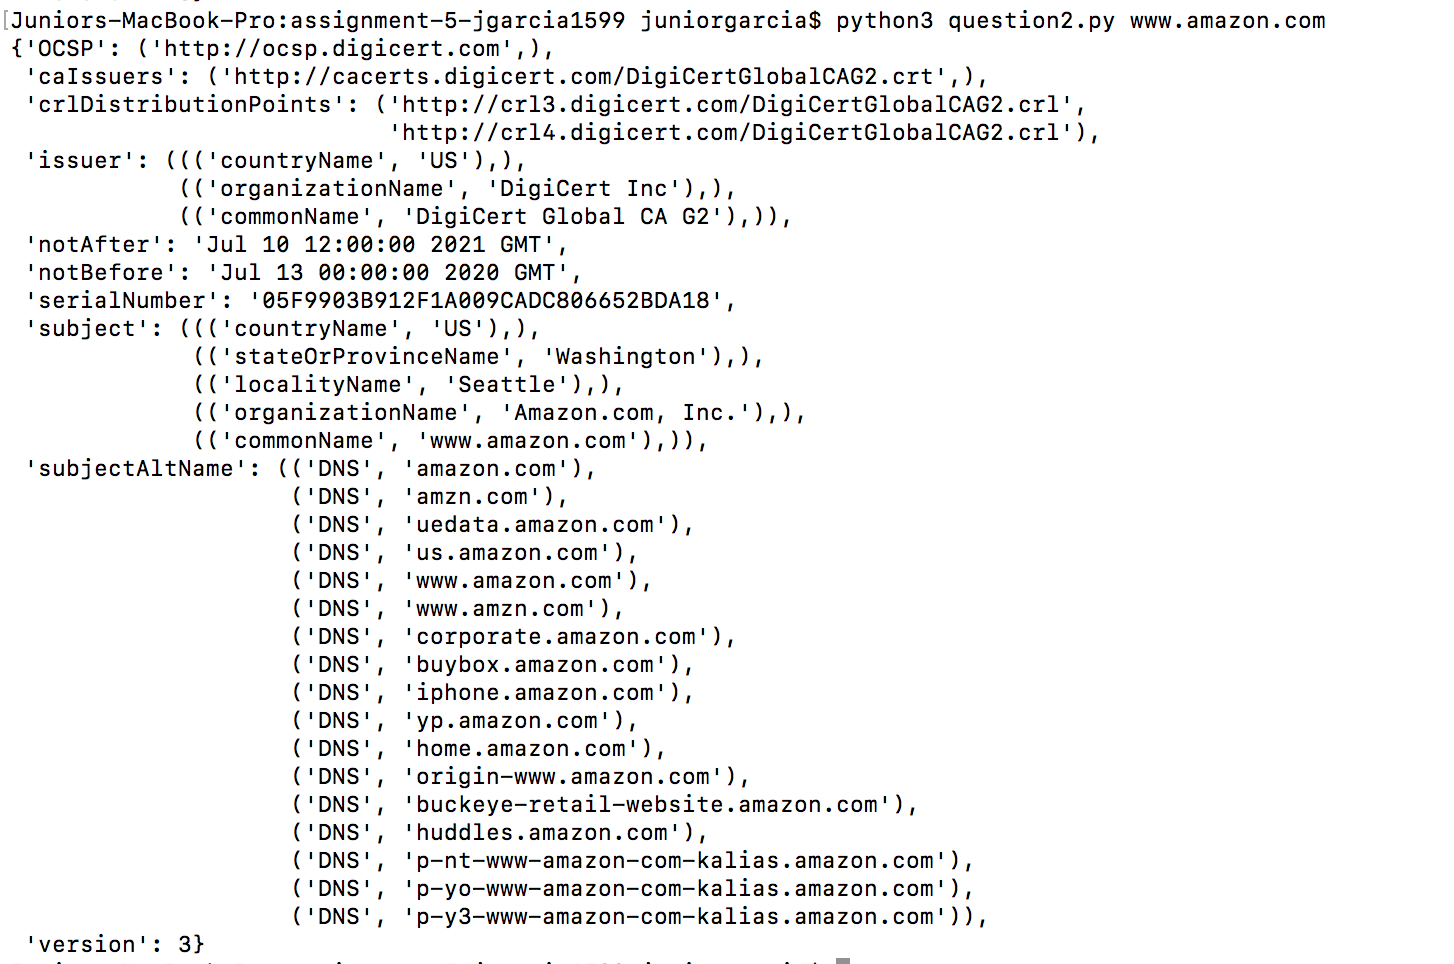 [Juniors-MacBook-Pro:assignment-5-jgarcia1599 juniorgarcia$ python3 question2.py www.amazon.com
{'OCSP': ('http://ocsp.digicert.com',),
 'caIssuers': ('http://cacerts.digicert.com/DigiCertGlobalCAG2.crt',),
 'crlDistributionPoints': ('http://crl3.digicert.com/DigiCertGlobalCAG2.crl',
                           'http://crl4.digicert.com/DigiCertGlobalCAG2.crl'),
 'issuer': ((('countryName', 'US'),),
            (('organizationName', 'DigiCert Inc'),),
            (('commonName', 'DigiCert Global CA G2'),)),
 'notAfter': 'Jul 10 12:00:00 2021 GMT',
 'notBefore': 'Jul 13 00:00:00 2020 GMT',
 'serialNumber': '05F9903B912F1A009CADC806652BDA18',
 'subject': ((('countryName', 'US'),),
             (('stateOrProvinceName', 'Washington'),),
             (('localityName', 'Seattle'),),
             (('organizationName', 'Amazon.com, Inc.'),),
             (('commonName', 'www.amazon.com'),)),
 'subjectAltName': (('DNS', 'amazon.com'),
                    ('DNS', 'amzn.com'),
                    ('DNS', 'uedata.amazon.com'),
                    ('DNS', 'us.amazon.com'),
                    ('DNS', 'www.amazon.com'),
                    ('DNS', 'www.amzn.com'),
                    ('DNS', 'corporate.amazon.com'),
                    ('DNS', 'buybox.amazon.com'),
                    ('DNS', 'iphone.amazon.com'),
                    ('DNS', 'yp.amazon.com'),
                    ('DNS', 'home.amazon.com'),
                    ('DNS', 'origin-www.amazon.com'),
                    ('DNS', 'buckeye-retail-website.amazon.com'),
                    ('DNS', 'huddles.amazon.com'),
                    ('DNS', 'p-nt-www-amazon-com-kalias.amazon.com'),
                    ('DNS', 'p-yo-www-amazon-com-kalias.amazon.com'),
                    ('DNS', 'p-y3-www-amazon-com-kalias.amazon.com')),
 'version': 3}